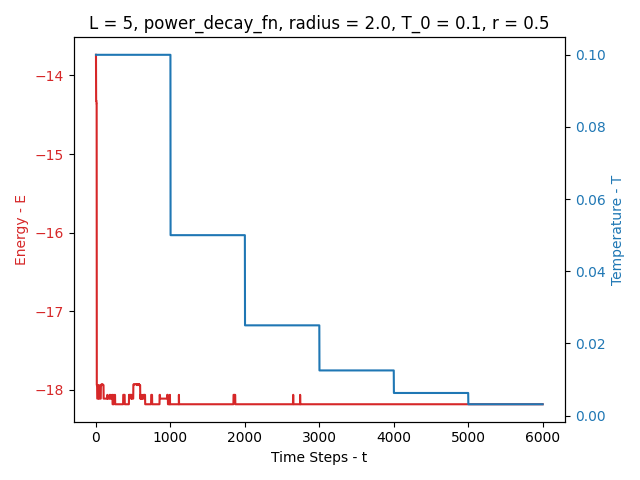 L = 5, power_decay_fn, radius = 2.0, T_0 = 0.1, r = 0.5
−14
−15
−16
−17
−18
Energy - E
0.10
0.08
0.06
0.04
0.02
0.00
Temperature - T
0 1000 2000 3000 4000 5000 6000
Time Steps - t